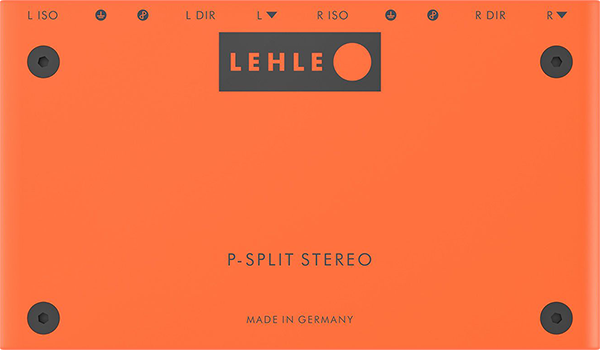 L ISO L DIR L R ISO R DIR R
LEHLE
P-SPLIT STEREO
MADE IN GERMANY